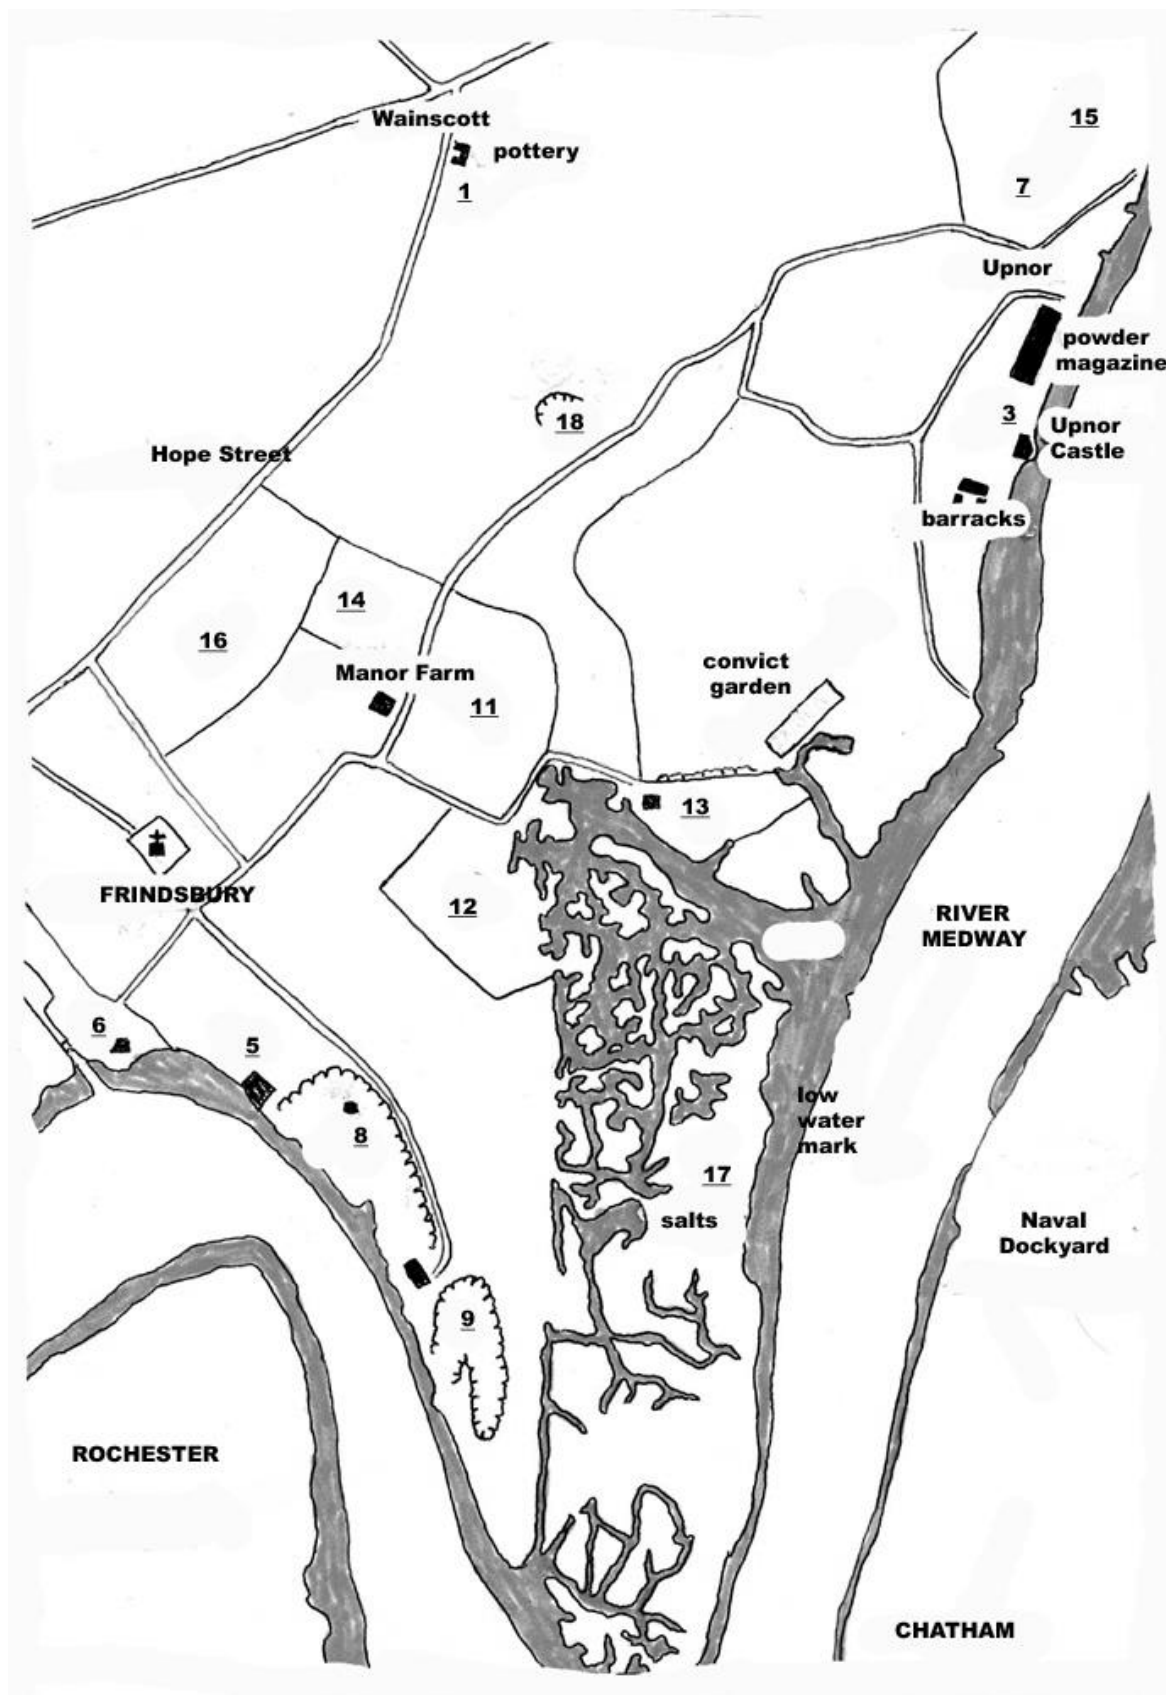 15
Wainscott
pottery
1
7
Upnor
powder
magazine
3
Upnor
Castle
18
Hope Street
barracks
14
16
convict
garden
Manor Farm
11
13
FRINDSBURY
12
RIVER
MEDWAY
6
5
low
water
mark
8
17
salts
Naval
Dockyard
9
ROCHESTER
CHATHAM